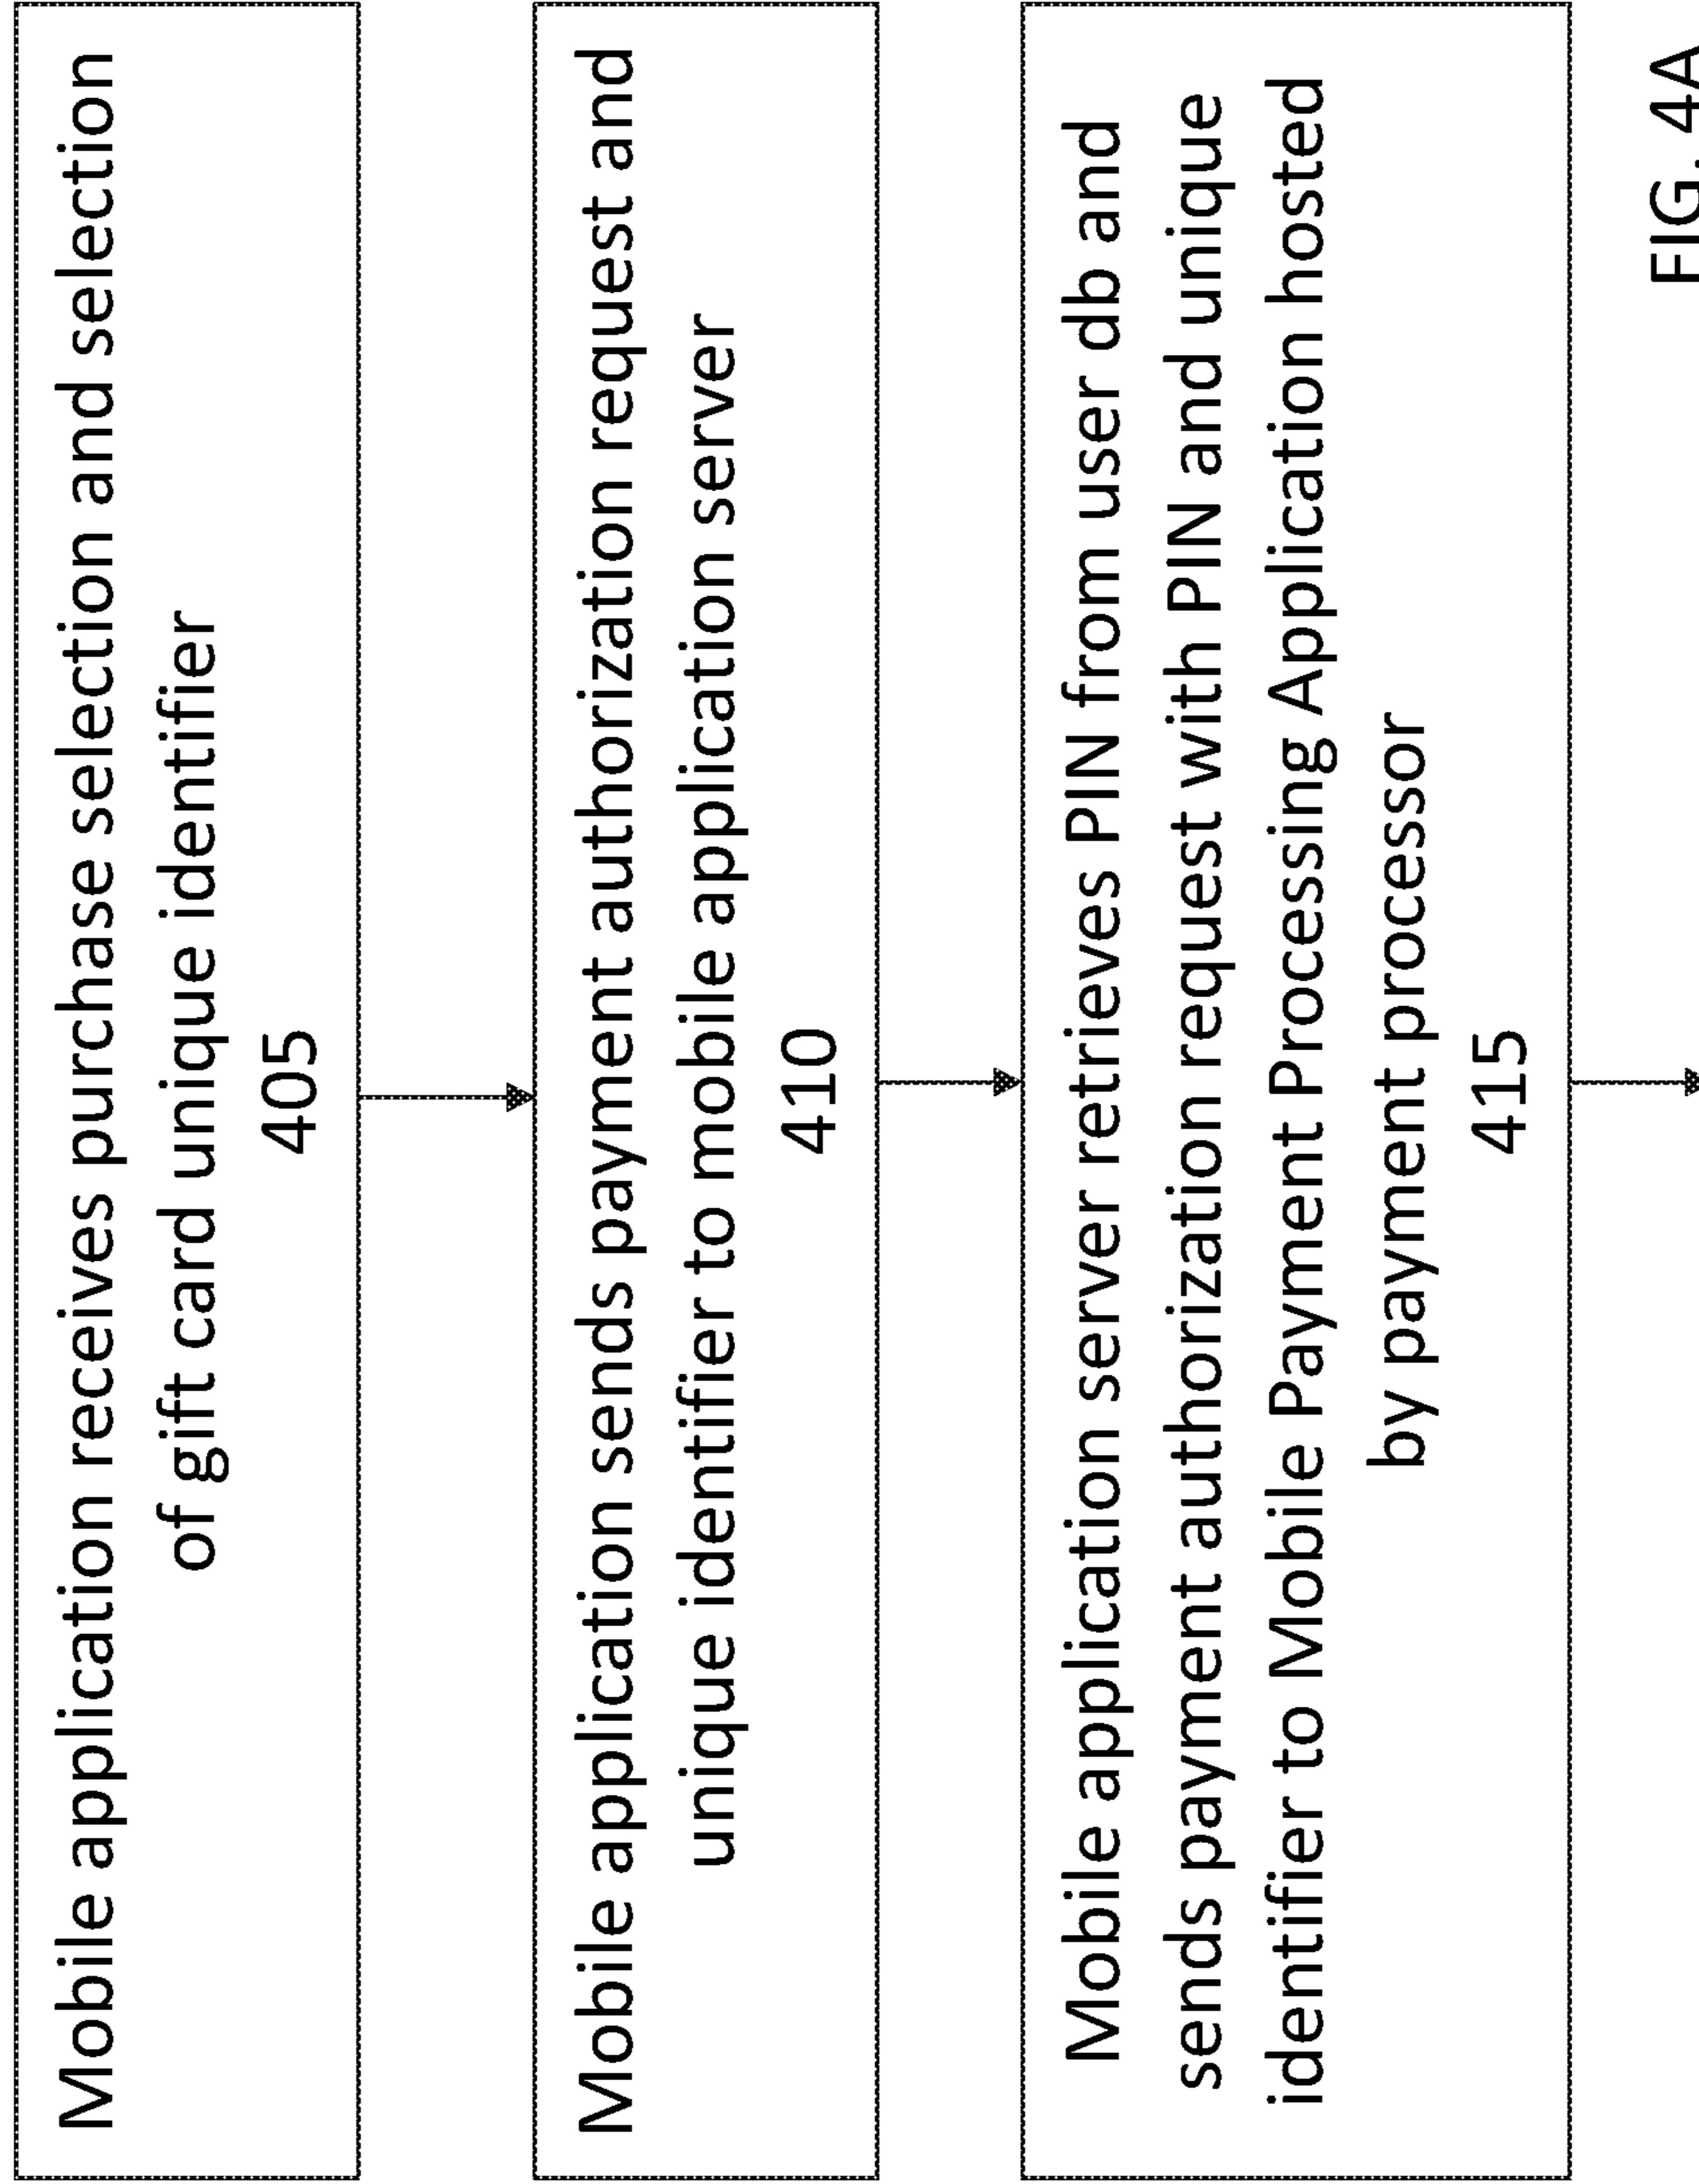 Mobile application receives purchase selection and selection
of gift card unique identifier
405
Mobile application sends payment authorization request and
unique identifier to mobile application server
410
Mobile application server retrieves PIN from user db and
sends payment authorization request with PIN and unique
identifier to Mobile Payment Processing Application hosted
by payment processor
415
FIG. 4A